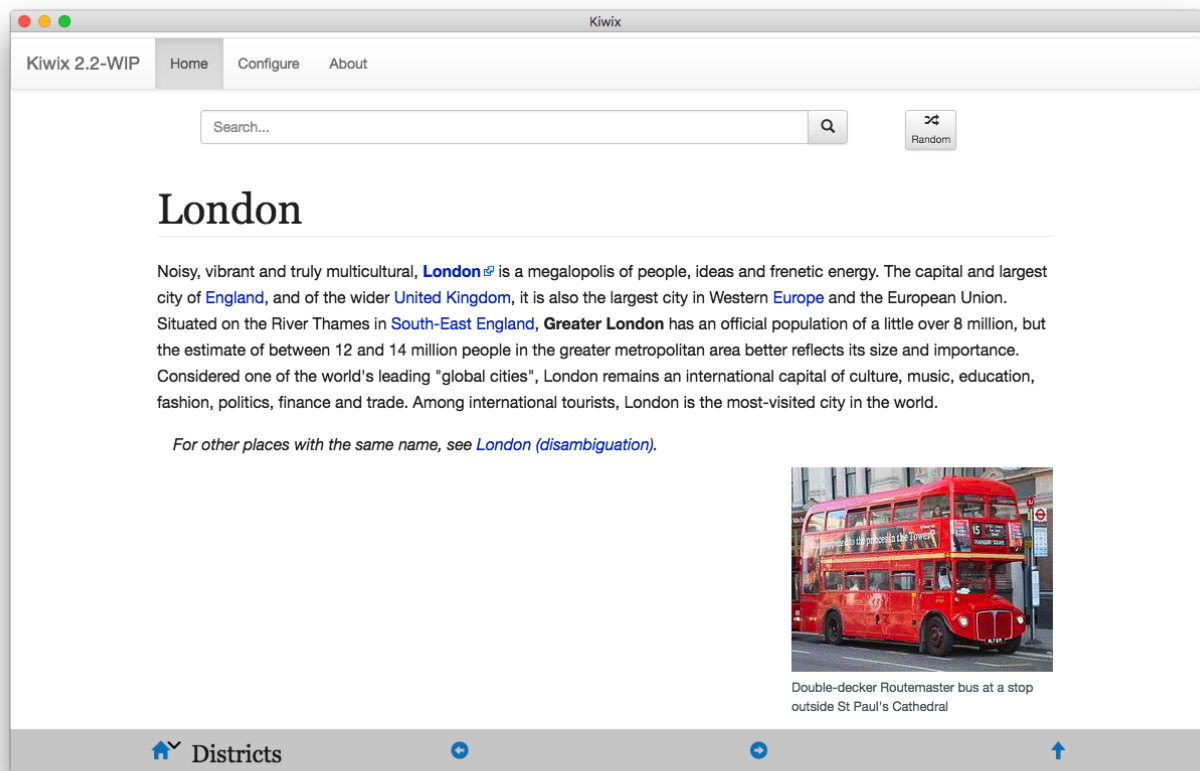 Kiwix
Kiwix 2.2-WIP Home Configure About
Search...
Random
London
Noisy, vibrant and truly multicultural, London is a megalopolis of people, ideas and frenetic energy. The capital and largest
city of England, and of the wider United Kingdom, it is also the largest city in Western Europe and the European Union.
Situated on the River Thames in South-East England, Greater London has an official population of a little over 8 million, but
the estimate of between 12 and 14 million people in the greater metropolitan area better reflects its size and importance.
Considered one of the world's leading "global cities", London remains an international capital of culture, music, education,
fashion, politics, finance and trade. Among international tourists, London is the most-visited city in the world.
For other places with the same name, see London (disambiguation).
15
the princes in the Tower?
Double-decker Routemaster bus at a stop
outside St Paul's Cathedral
Districts